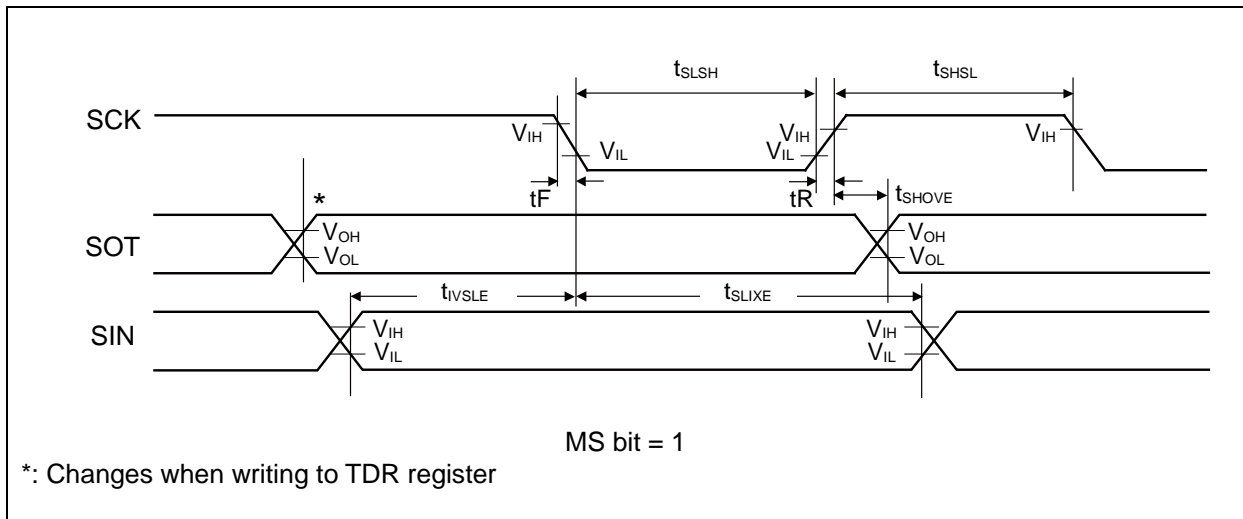 tSLSH tSHSL
SCK
VIH VIL VIL VIH VIH
tF tR tSHOVE
*
SOT
VOH VOH
VOL VOL
tIVSLE tSLIXE
SIN
VIH VIH
VIL VIL
MS bit = 1
*: Changes when writing to TDR register